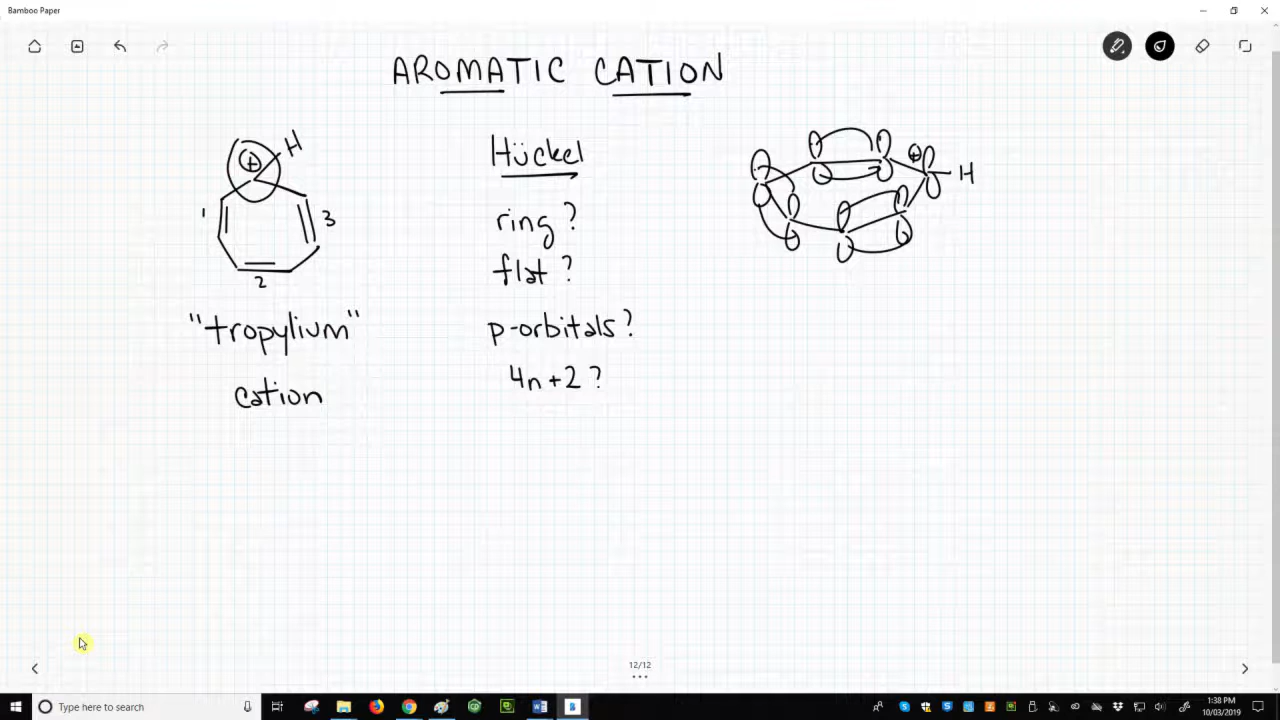 Bamboo Paper
AROMATIC CATION
⊕ H
1
3
2
"tropylium"
cation
Hückel
ring?
flat?
p-orbitals?
4n+2?
⊕ H
12/12
Type here to search
1:38 PM
10/03/2019